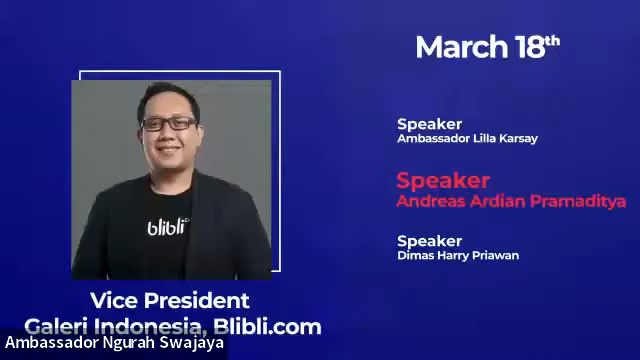 March 18th
Speaker
Ambassador Lilla Karsay
Speaker
Andreas Ardian Pramaditya
Speaker
Dimas Harry Priawan
blibli
Vice President
Galeri Indonesia, Blibli.com
Ambassador Ngurah Swajaya